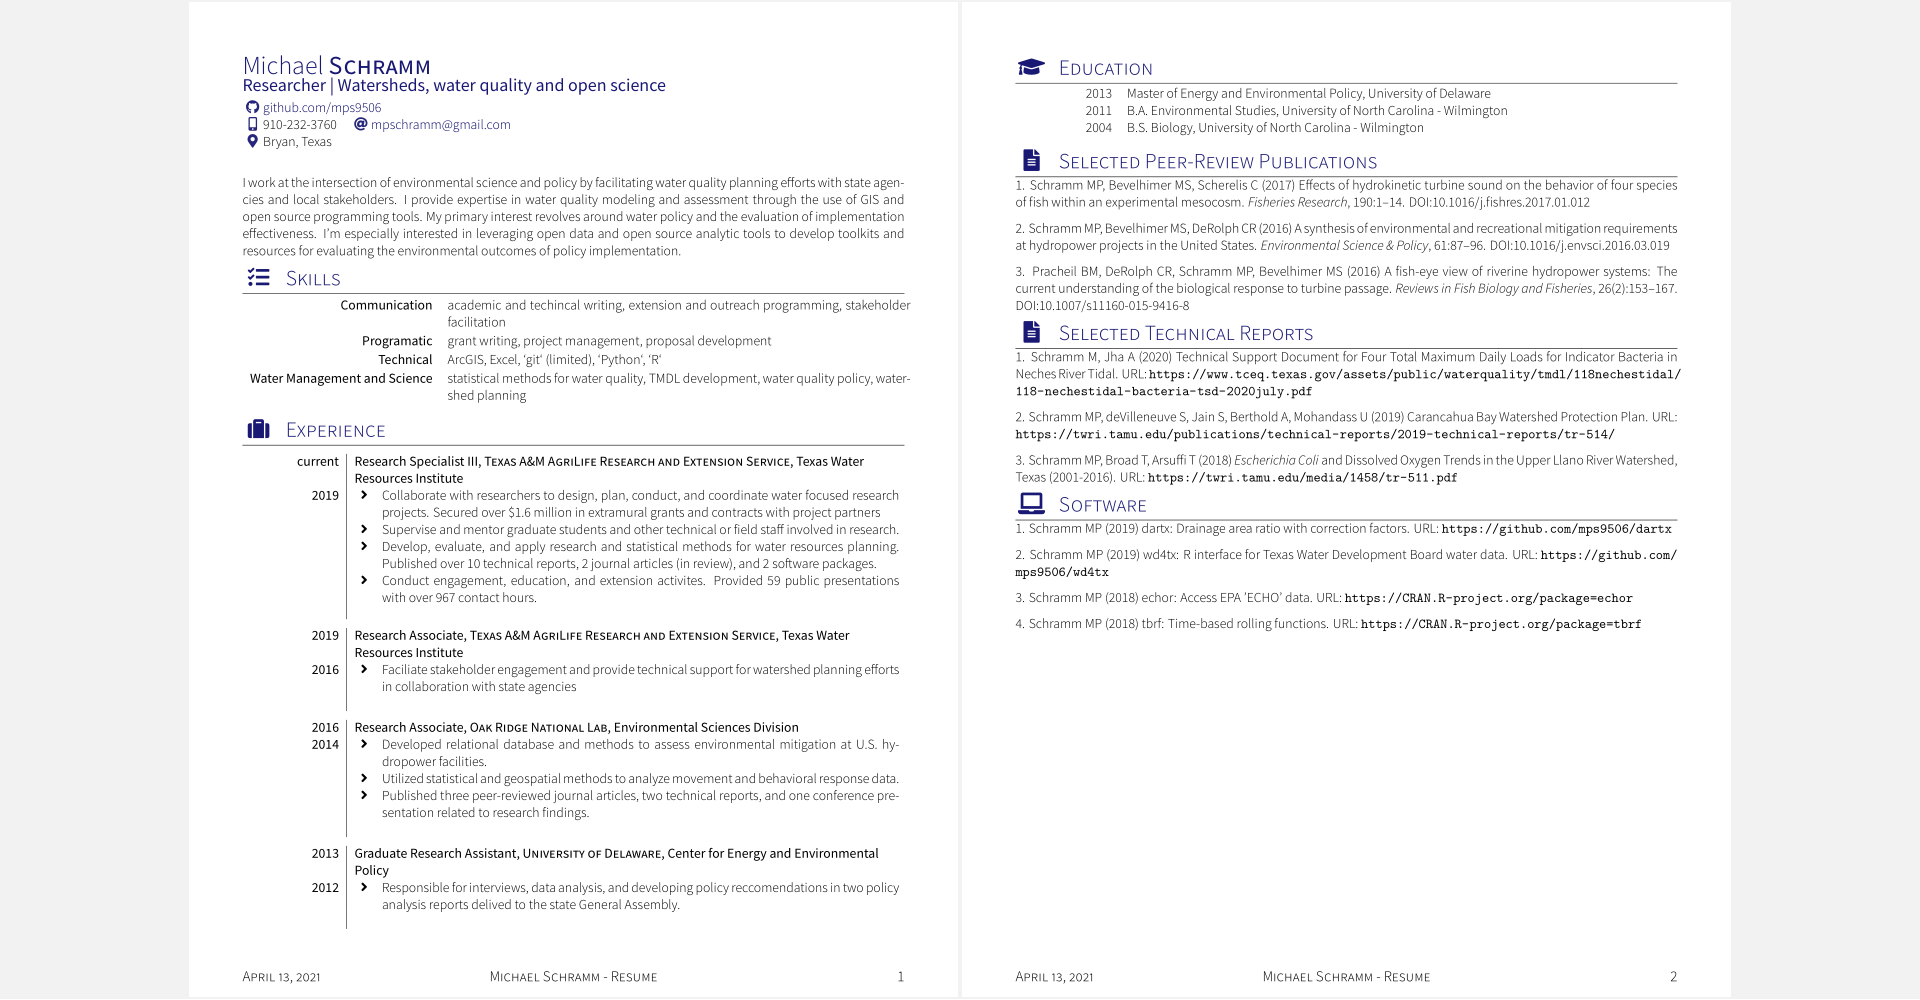 Michael SCHRAMM
Researcher | Watersheds, water quality and open science
github.com/mps9506
910-232-3760 mpschramm@gmail.com
Bryan, Texas
I work at the intersection of environmental science and policy by facilitating water quality planning efforts with state agen-
cies and local stakeholders. I provide expertise in water quality modeling and assessment through the use of GIS and
open source programming tools. My primary interest revolves around water policy and the evaluation of implementation
effectiveness. I'm especially interested in leveraging open data and open source analytic tools to develop toolkits and
resources for evaluating the environmental outcomes of policy implementation.
SKILLS
Communication academic and techincal writing, extension and outreach programming, stakeholder
facilitation
Programatic grant writing, project management, proposal development
Technical ArcGIS, Excel, ‘git‘ (limited), ‘Python‘, ‘R‘
Water Management and Science statistical methods for water quality, TMDL development, water quality policy, water-
shed planning
EXPERIENCE
current Research Specialist III, TEXAS A&M AGRILIFE RESEARCH AND EXTENSION SERVICE, Texas Water
Resources Institute
2019 Collaborate with researchers to design, plan, conduct, and coordinate water focused research
projects. Secured over $1.6 million in extramural grants and contracts with project partners
Supervise and mentor graduate students and other technical or field staff involved in research.
Develop, evaluate, and apply research and statistical methods for water resources planning.
Published over 10 technical reports, 2 journal articles (in review), and 2 software packages.
Conduct engagement, education, and extension activites. Provided 59 public presentations
with over 967 contact hours.
2019 Research Associate, TEXAS A&M AGRILIFE RESEARCH AND EXTENSION SERVICE, Texas Water
Resources Institute
2016 Faciliate stakeholder engagement and provide technical support for watershed planning efforts
in collaboration with state agencies
2016 Research Associate, OAK RIDGE NATIONAL LAB, Environmental Sciences Division
2014 Developed relational database and methods to assess environmental mitigation at U.S. hy-
dropower facilities.
Utilized statistical and geospatial methods to analyze movement and behavioral response data.
Published three peer-reviewed journal articles, two technical reports, and one conference pre-
sentation related to research findings.
2013 Graduate Research Assistant, UNIVERSITY OF DELAWARE, Center for Energy and Environmental
Policy
2012 Responsible for interviews, data analysis, and developing policy reccomendations in two policy
analysis reports delived to the state General Assembly.
APRIL 13, 2021 MICHAEL SCHRAMM - RESUME 1
EDUCATION
2013 Master of Energy and Environmental Policy, University of Delaware
2011 B.A. Environmental Studies, University of North Carolina - Wilmington
2004 B.S. Biology, University of North Carolina - Wilmington
SELECTED PEER-REVIEW PUBLICATIONS
1. Schramm MP, Bevelhimer MS, Scherelis C (2017) Effects of hydrokinetic turbine sound on the behavior of four species
of fish within an experimental mesocosm. Fisheries Research, 190:1–14. DOI:10.1016/j.fishres.2017.01.012
2. Schramm MP, Bevelhimer MS, DeRolph CR (2016) A synthesis of environmental and recreational mitigation requirements
at hydropower projects in the United States. Environmental Science & Policy, 61:87–96. DOI:10.1016/j.envsci.2016.03.019
3. Pracheil BM, DeRolph CR, Schramm MP, Bevelhimer MS (2016) A fish-eye view of riverine hydropower systems: The
current understanding of the biological response to turbine passage. Reviews in Fish Biology and Fisheries, 26(2):153–167.
DOI:10.1007/s11160-015-9416-8
SELECTED TECHNICAL REPORTS
1. Schramm M, Jha A (2020) Technical Support Document for Four Total Maximum Daily Loads for Indicator Bacteria in
Neches River Tidal. URL: https://www.tceq.texas.gov/assets/public/waterquality/tmdl/118nechestidal/
118-nechestidal-bacteria-tsd-2020july.pdf
2. Schramm MP, deVilleneuve S, Jain S, Berthold A, Mohandass U (2019) Carancahua Bay Watershed Protection Plan. URL:
https://twri.tamu.edu/publications/technical-reports/2019-technical-reports/tr-514/
3. Schramm MP, Broad T, Arsuffi T (2018) Escherichia Coli and Dissolved Oxygen Trends in the Upper Llano River Watershed,
Texas (2001-2016). URL: https://twri.tamu.edu/media/1458/tr-511.pdf
SOFTWARE
1. Schramm MP (2019) dartx: Drainage area ratio with correction factors. URL: https://github.com/mps9506/dartx
2. Schramm MP (2019) wd4tx: R interface for Texas Water Development Board water data. URL: https://github.com/
mps9506/wd4tx
3. Schramm MP (2018) echor: Access EPA 'ECHO' data. URL: https://CRAN.R-project.org/package=echor
4. Schramm MP (2018) tbrf: Time-based rolling functions. URL: https://CRAN.R-project.org/package=tbrf
APRIL 13, 2021 MICHAEL SCHRAMM - RESUME 2